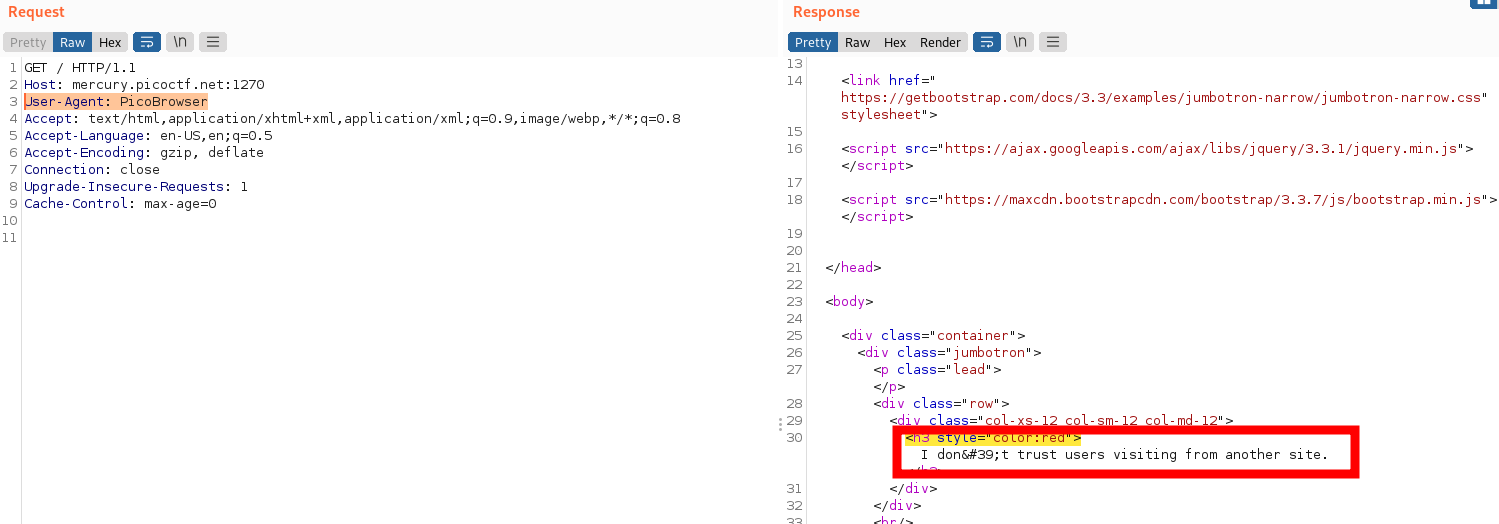 Request
Pretty Raw Hex \n
1 GET / HTTP/1.1
2 Host: mercury.picoctf.net:1270
3 User-Agent: PicoBrowser
4 Accept: text/html,application/xhtml+xml,application/xml;q=0.9,image/webp,*/*;q=0.8
5 Accept-Language: en-US,en;q=0.5
6 Accept-Encoding: gzip, deflate
7 Connection: close
8 Upgrade-Insecure-Requests: 1
9 Cache-Control: max-age=0
10
11
Response
Pretty Raw Hex Render \n
13
14 <link href="
https://getbootstrap.com/docs/3.3/examples/jumbotron-narrow/jumbotron-narrow.css"
stylesheet">
15
16 <script src="https://ajax.googleapis.com/ajax/libs/jquery/3.3.1/jquery.min.js">
</script>
17
18 <script src="https://maxcdn.bootstrapcdn.com/bootstrap/3.3.7/js/bootstrap.min.js">
</script>
19
20
21 </head>
22
23 <body>
24
25 <div class="container">
26 <div class="jumbotron">
27 <p class="lead">
</p>
28 <div class="row">
29 <div class="col-xs-12 col-sm-12 col-md-12">
30 <h3 style="color:red">
I don&#39;t trust users visiting from another site.
31 </div>
32 </div>
33 <br/>